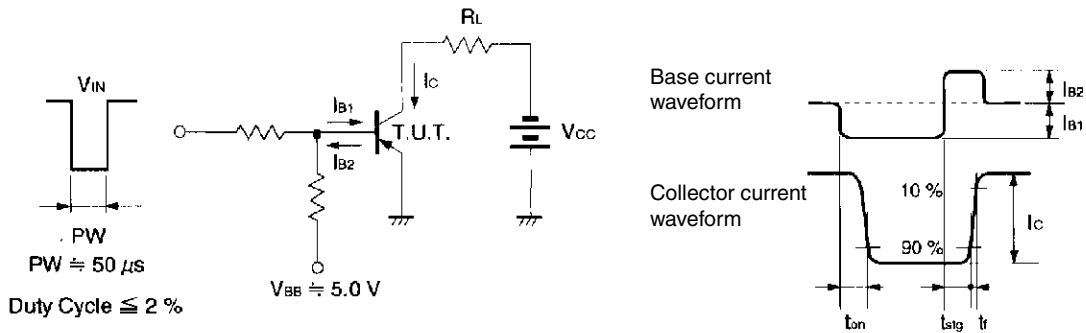 VIN
PW
PW ≒ 50 μs
Duty Cycle ≦ 2 %
IB1
IB2
T.U.T.
VBB ≒ 5.0 V
RL
IC
VCC
Base current
waveform
IB2
IB1
Collector current
waveform
10 %
90 %
IC
ton
tstg
tf